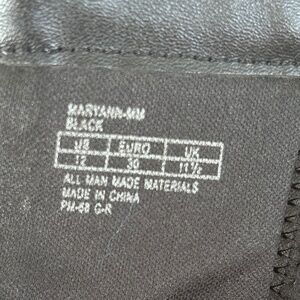 MARYANN-MM
BLACK
US EURO UK
12 30 11½
ALL MAN MADE MATERIALS
MADE IN CHINA
PM-68 G-R